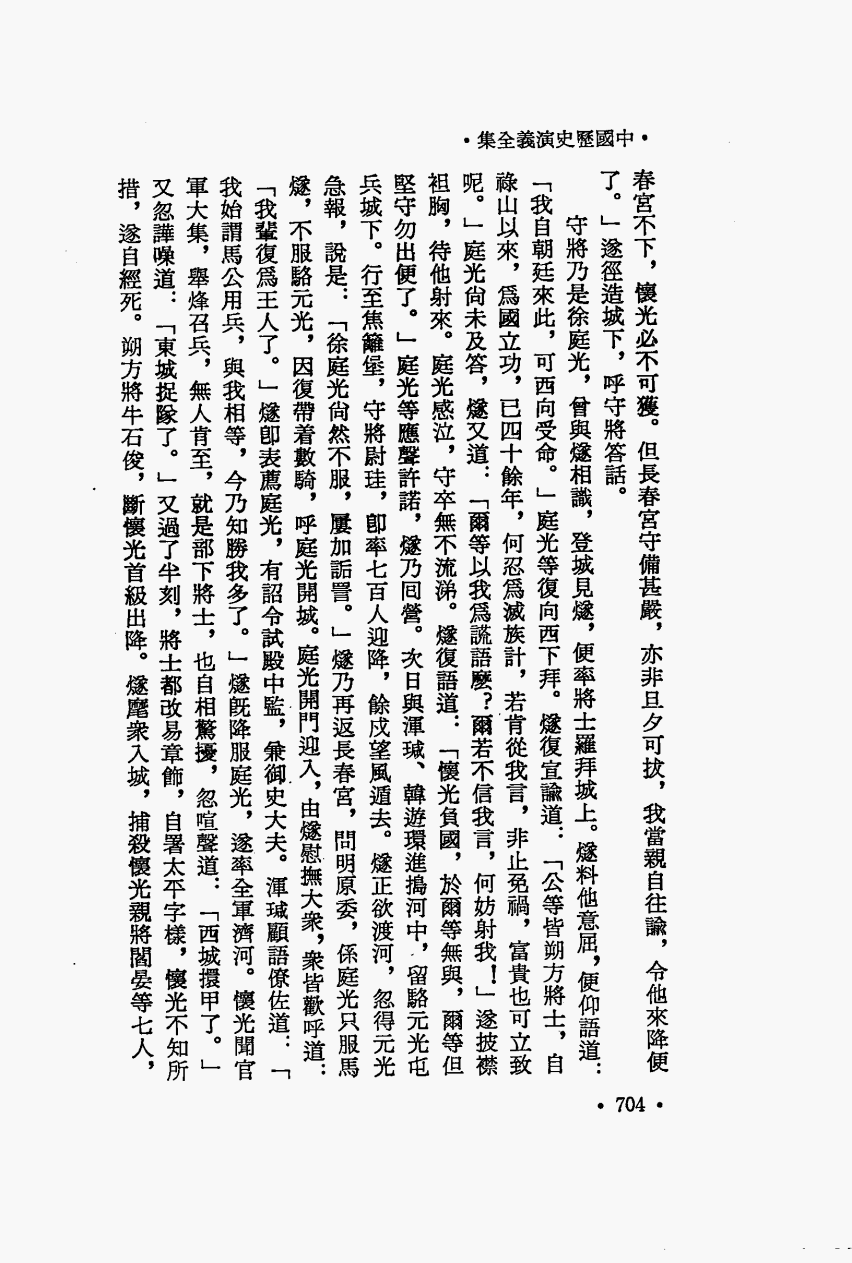 •中國歷史演義全集•
春宮不下，懷光必不可獲。但長春宮守備甚嚴，亦非旦夕可拔，我當親自往諭，令他來降便
了。」遂徑造城下，呼守將答話。
守將乃是徐庭光，曾與燧相識，登城見燧，便率將士羅拜城上。燧料他意屈，便仰語道：
「我自朝廷來此，可西向受命。」庭光等復向西下拜。燧復宣諭道：「公等皆朔方將士，自
祿山以來，爲國立功，已四十餘年，何忍爲滅族計，若肯從我言，非止免禍，富貴也可立致
呢。」庭光尚未及答，燧又道：「爾等以我爲謊語麼？爾若不信我言，何妨射我！」遂披襟
袒胸，待他射來。庭光感泣，守卒無不流涕。燧復語道：「懷光負國，於爾等無與，爾等但
堅守勿出便了。」庭光等應聲許諾，燧乃囘營。次日與渾瑊、韓遊環進搗河中，留駱元光屯
兵城下。行至焦籬堡，守將尉珪，卽率七百人迎降，餘戍望風遁去。燧正欲渡河，忽得元光
急報，說是：「徐庭光尚然不服，屢加詬詈。」燧乃再返長春宮，問明原委，係庭光只服馬
燧，不服駱元光，因復帶着數騎，呼庭光開城。庭光開門迎入，由燧慰撫大衆，衆皆歡呼道：
「我輩復爲王人了。」燧卽表薦庭光，有詔令試殿中監，兼御史大夫。渾瑊顧語僚佐道：「
我始謂馬公用兵，與我相等，今乃知勝我多了。」燧旣降服庭光，遂率全軍濟河。懷光聞官
軍大集，舉烽召兵，無人肯至，就是部下將士，也自相驚擾，忽喧聲道：「西城擐甲了。」
又忽譁噪道：「東城捉隊了。」又過了半刻，將士都改易章飾，自署太平字樣，懷光不知所
措，遂自經死。朔方將牛石俊，斷懷光首級出降。燧麾衆入城，捕殺懷光親將閻晏等七人，
•704•